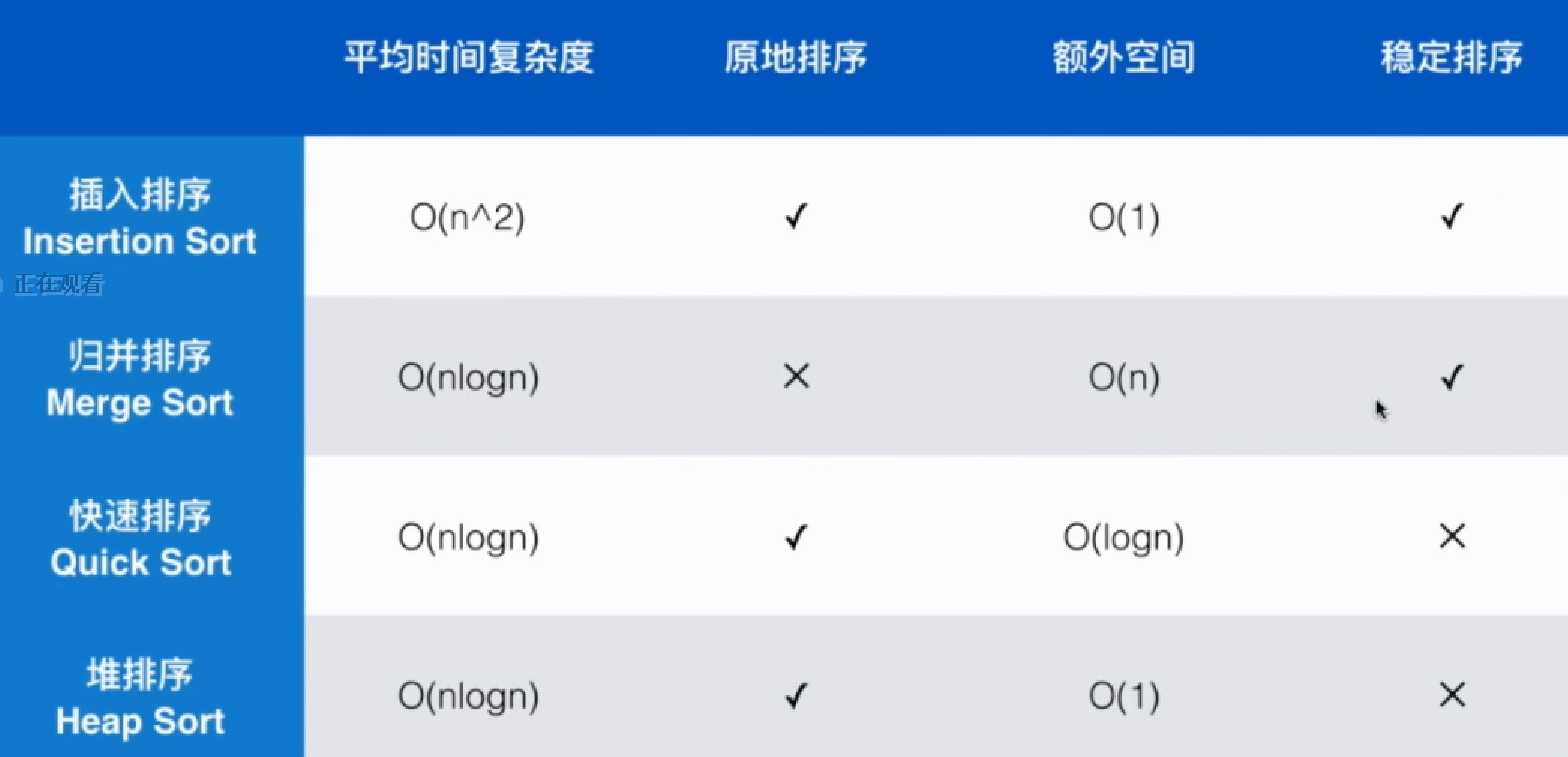 平均时间复杂度 原地排序 额外空间 稳定排序
插入排序
Insertion Sort
O(n^2) ✓ O(1) ✓
正在观看
归并排序
Merge Sort
O(nlogn) × O(n) ✓
快速排序
Quick Sort
O(nlogn) ✓ O(logn) ×
堆排序
Heap Sort
O(nlogn) ✓ O(1) ×